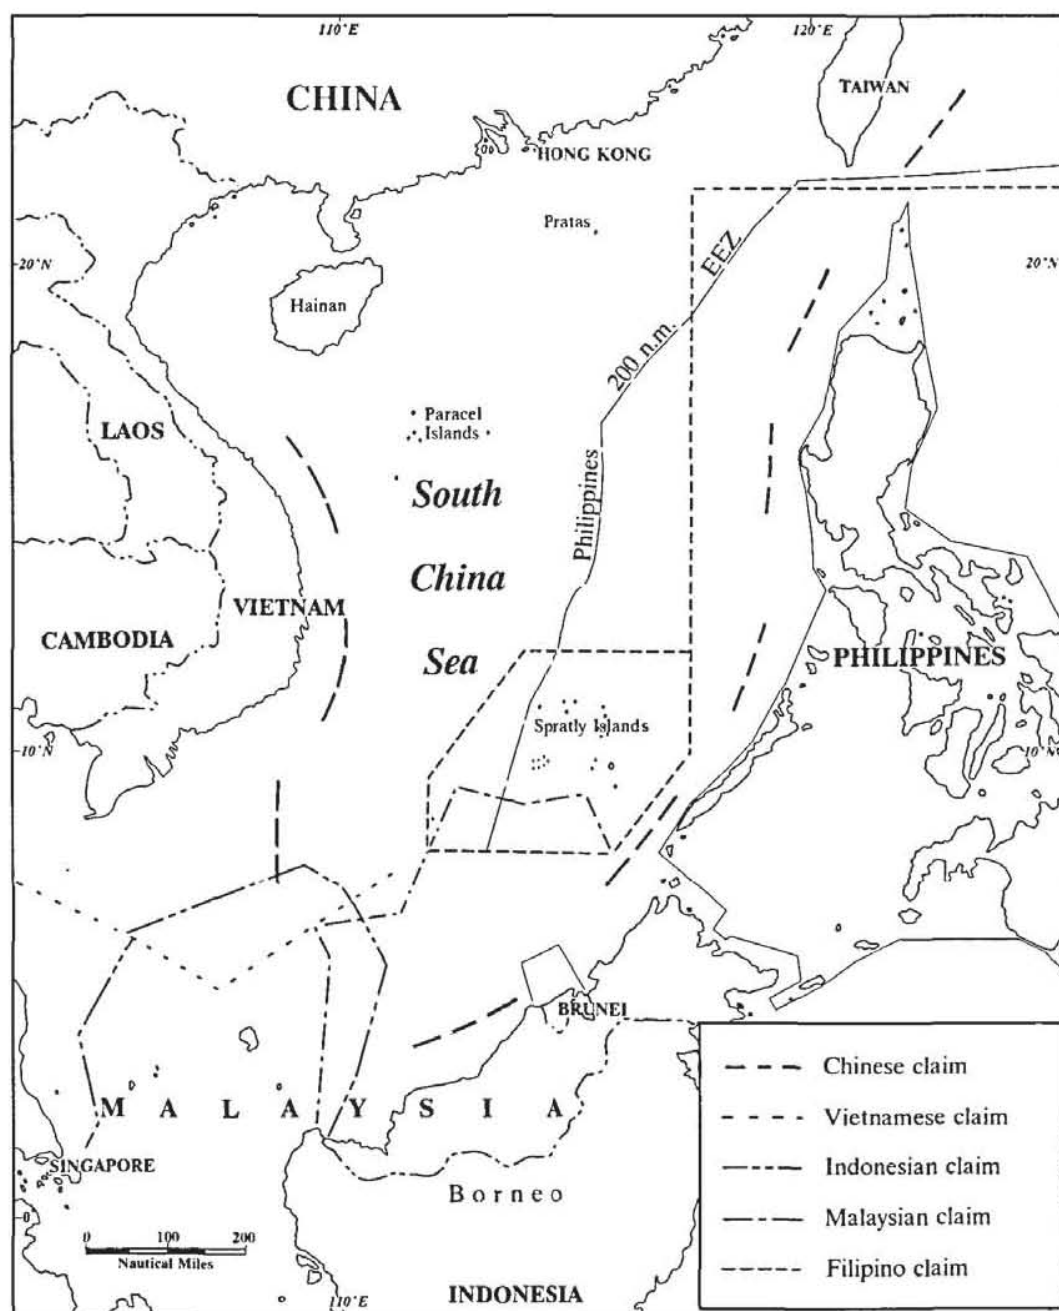 110°E
120°E
CHINA
TAIWAN
HONG KONG
Pratas
EEZ
20°N
20°N
Hainan
200 n.m.
Paracel
Islands
LAOS
South
Philippines
China
VIETNAM
CAMBODIA
Sea
PHILIPPINES
Spratly Islands
10°N
10°N
BRUNEI
MALAYSIA
SINGAPORE
Borneo
0°
0 100 200
Nautical Miles
INDONESIA
110°E
Chinese claim
Vietnamese claim
Indonesian claim
Malaysian claim
Filipino claim